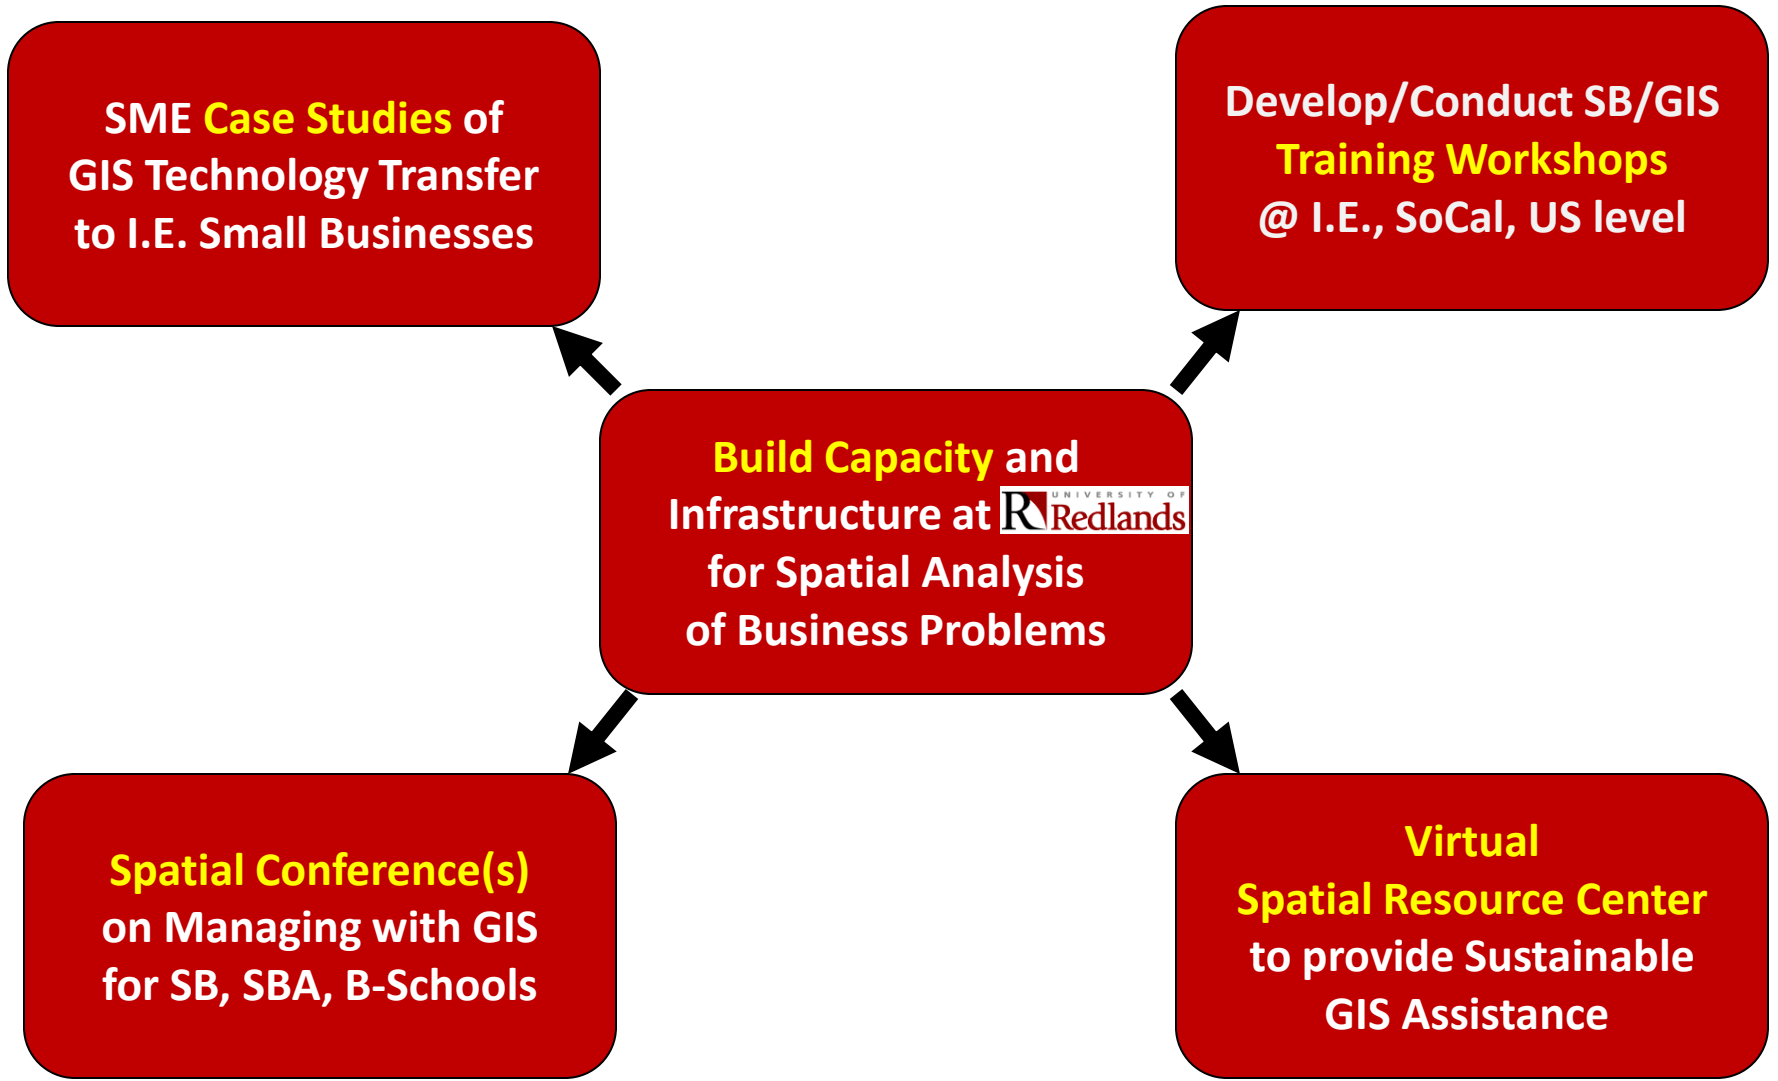 SME Case Studies of
GIS Technology Transfer
to I.E. Small Businesses
Develop/Conduct SB/GIS
Training Workshops
@ I.E., SoCal, US level
Build Capacity and
Infrastructure at R UNIVERSITY OF Redlands
for Spatial Analysis
of Business Problems
Spatial Conference(s)
on Managing with GIS
for SB, SBA, B-Schools
Virtual
Spatial Resource Center
to provide Sustainable
GIS Assistance